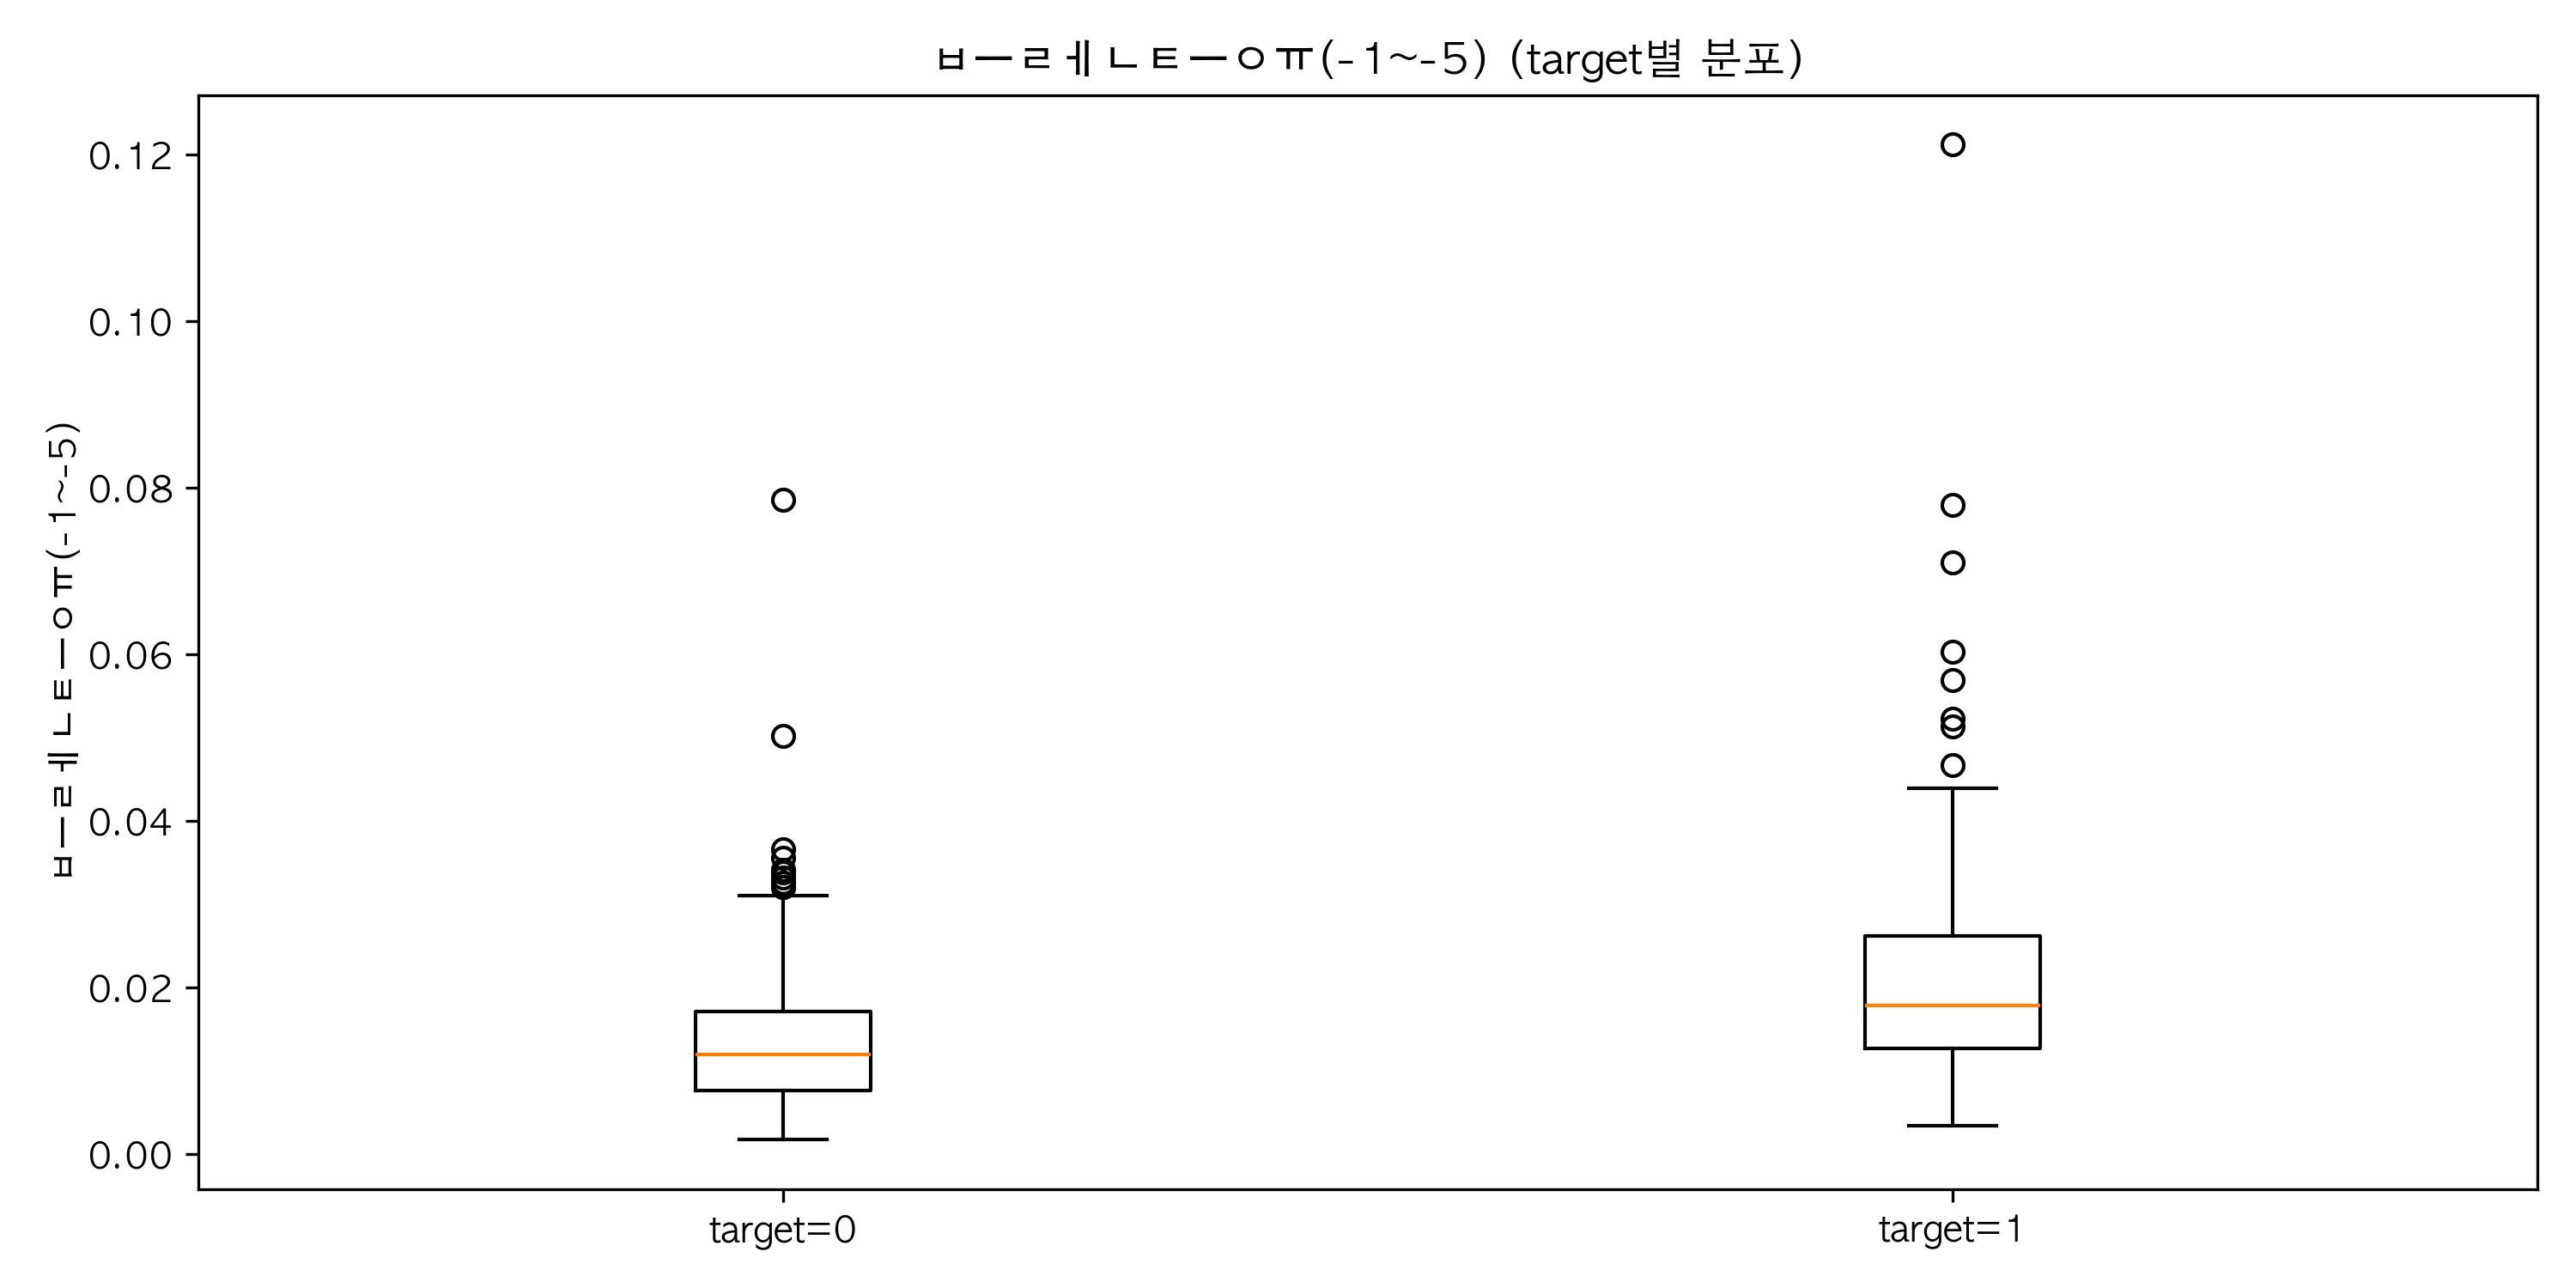 ㅂㅡㄹㅔㄴㅌㅡㅇㅠ(-1~-5) (target별 분포)
ㅂㅡㄹㅔㄴㅌㅡㅇㅠ(-1~-5)
0.12
0.10
0.08
0.06
0.04
0.02
0.00
target=0
target=1